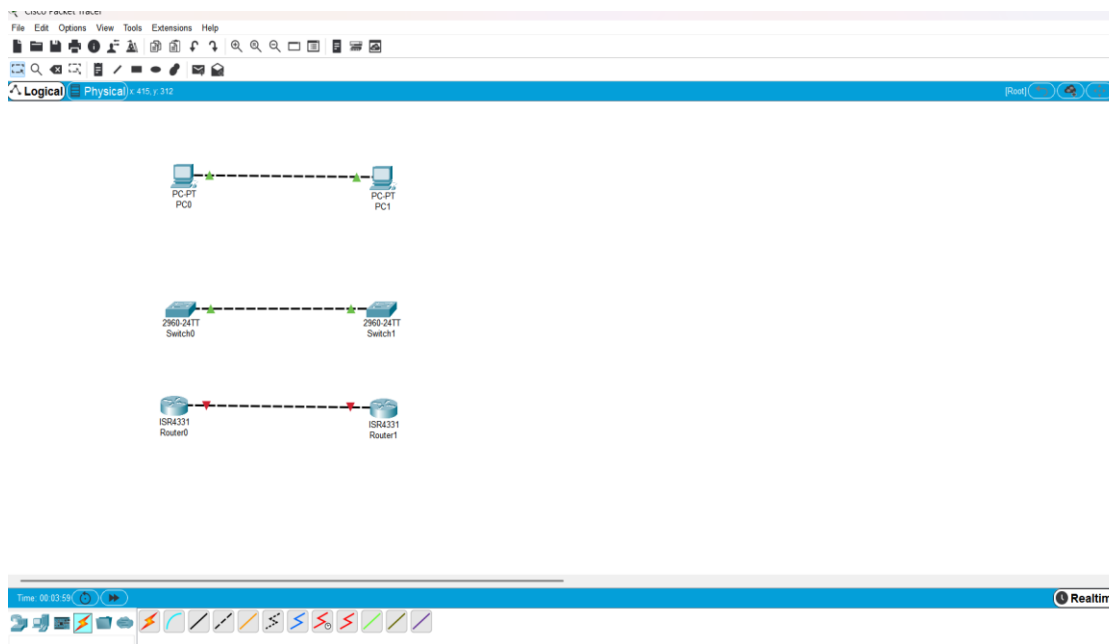 Cisco Packet Tracer
File Edit Options View Tools Extensions Help
Logical Physical x: 415, y: 312 [Root]
PC-PT
PC0
PC-PT
PC1
2960-24TT
Switch0
2960-24TT
Switch1
ISR4331
Router0
ISR4331
Router1
Time: 00:03:59 Realtim